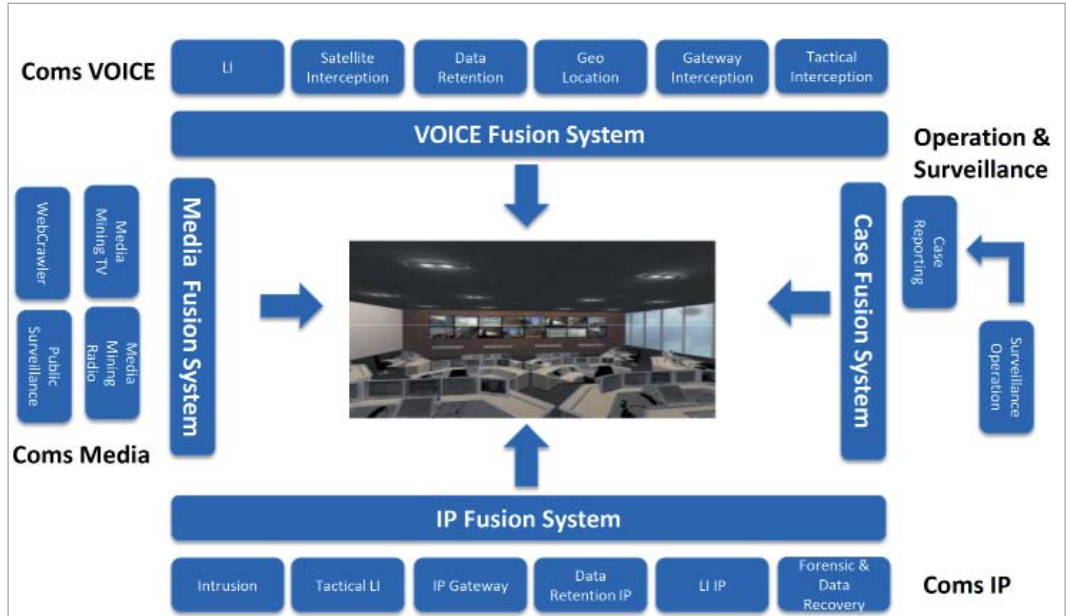 Coms VOICE
LI
Satellite
Interception
Data
Retention
Geo
Location
Gateway
Interception
Tactical
Interception
VOICE Fusion System
Operation &
Surveillance
WebCrawler
Media
Mining TV
Public
Surveillance
Media
Mining
Radio
Coms Media
Media Fusion System
Case Fusion System
Case
Reporting
Surveillance
Operation
IP Fusion System
Intrusion
Tactical LI
IP Gateway
Data
Retention IP
LI IP
Forensic &
Data
Recovery
Coms IP